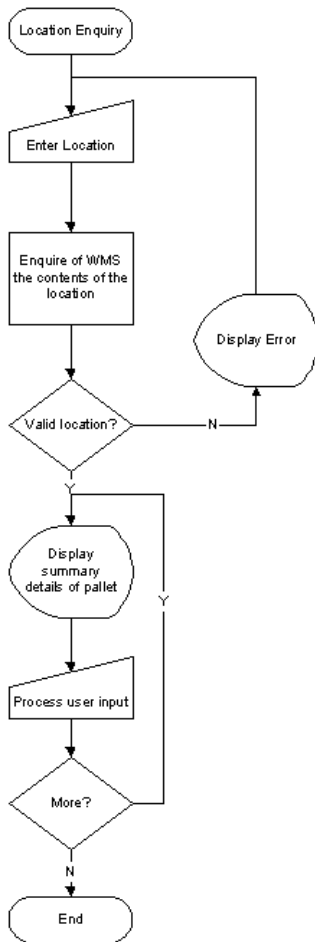 Location Enquiry
Enter Location
Enquire of WMS
the contents of the
location
Display Error
Valid location?
N
Y
Display
summary
details of pallet
Y
Process user input
More?
N
End